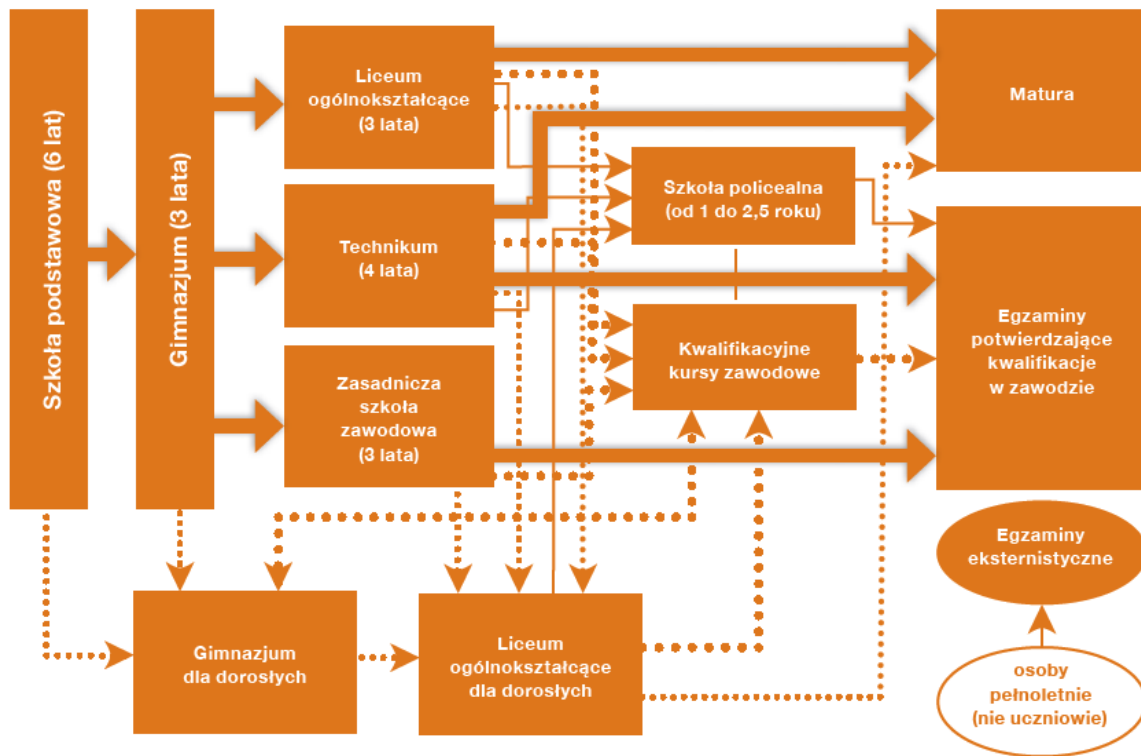 Szkoła podstawowa (6 lat)
Gimnazjum (3 lata)
Liceum
ogólnokształcące
(3 lata)
Technikum
(4 lata)
Zasadnicza
szkoła
zawodowa
(3 lata)
Szkoła policealna
(od 1 do 2,5 roku)
Kwalifikacyjne
kursy zawodowe
Matura
Egzaminy
potwierdzające
kwalifikacje
w zawodzie
Egzaminy
eksternistyczne
osoby
pełnoletnie
(nie uczniowie)
Gimnazjum
dla dorosłych
Liceum
ogólnokształcące
dla dorosłych